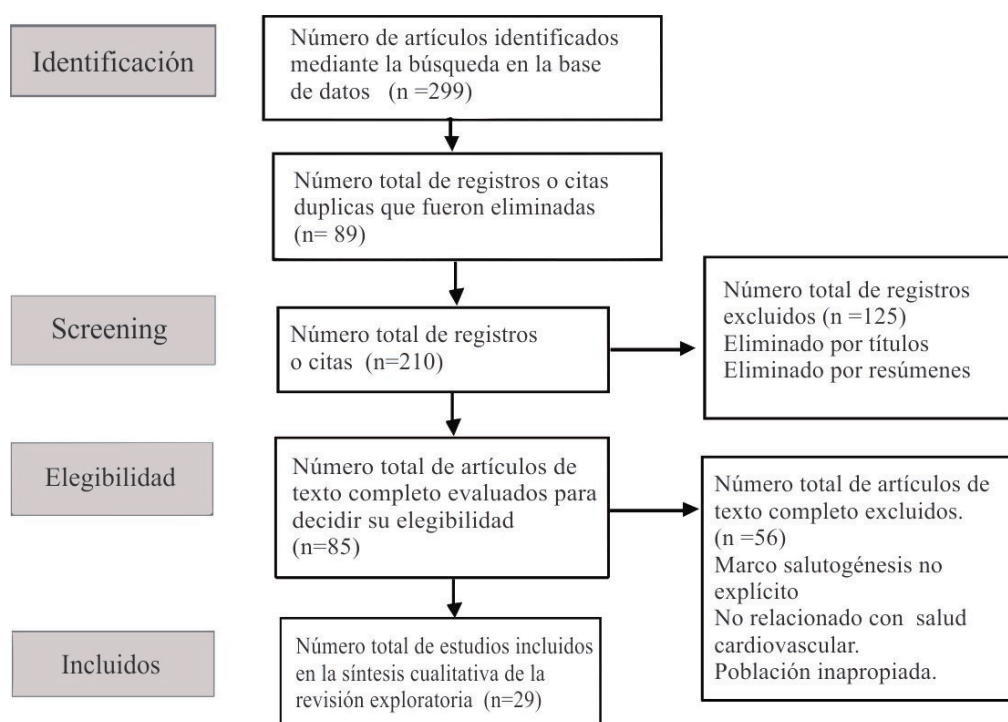 Identificación
Número de artículos identificados
mediante la búsqueda en la base
de datos (n =299)
Número total de registros o citas
duplicas que fueron eliminadas
(n= 89)
Screening
Número total de registros
o citas (n=210)
Número total de registros
excluidos (n =125)
Eliminado por títulos
Eliminado por resúmenes
Elegibilidad
Número total de artículos de
texto completo evaluados para
decidir su elegibilidad
(n=85)
Número total de artículos de
texto completo excluidos.
(n =56)
Marco salutogénesis no
explícito
No relacionado con salud
cardiovascular.
Población inapropiada.
Incluidos
Número total de estudios incluidos
en la síntesis cualitativa de la
revisión exploratoria (n=29)